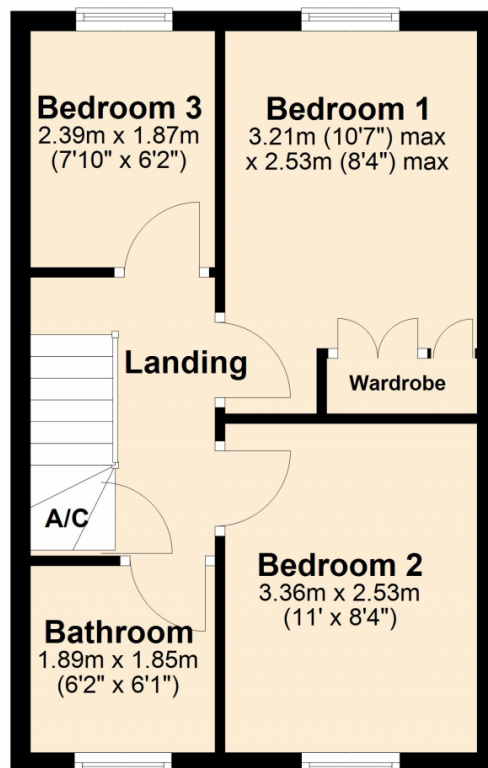 Bedroom 3
2.39m x 1.87m
(7'10" x 6'2")
Bedroom 1
3.21m (10'7") max
x 2.53m (8'4") max
Landing
Wardrobe
A/C
Bedroom 2
3.36m x 2.53m
(11' x 8'4")
Bathroom
1.89m x 1.85m
(6'2" x 6'1")